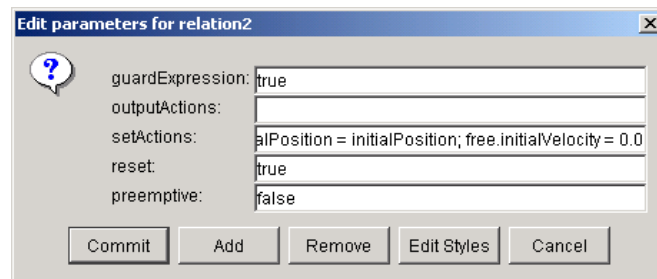 Edit parameters for relation2
?
guardExpression: true
outputActions:
setActions: alPosition = initialPosition; free.initialVelocity = 0.0
reset: true
preemptive: false
Commit Add Remove Edit Styles Cancel